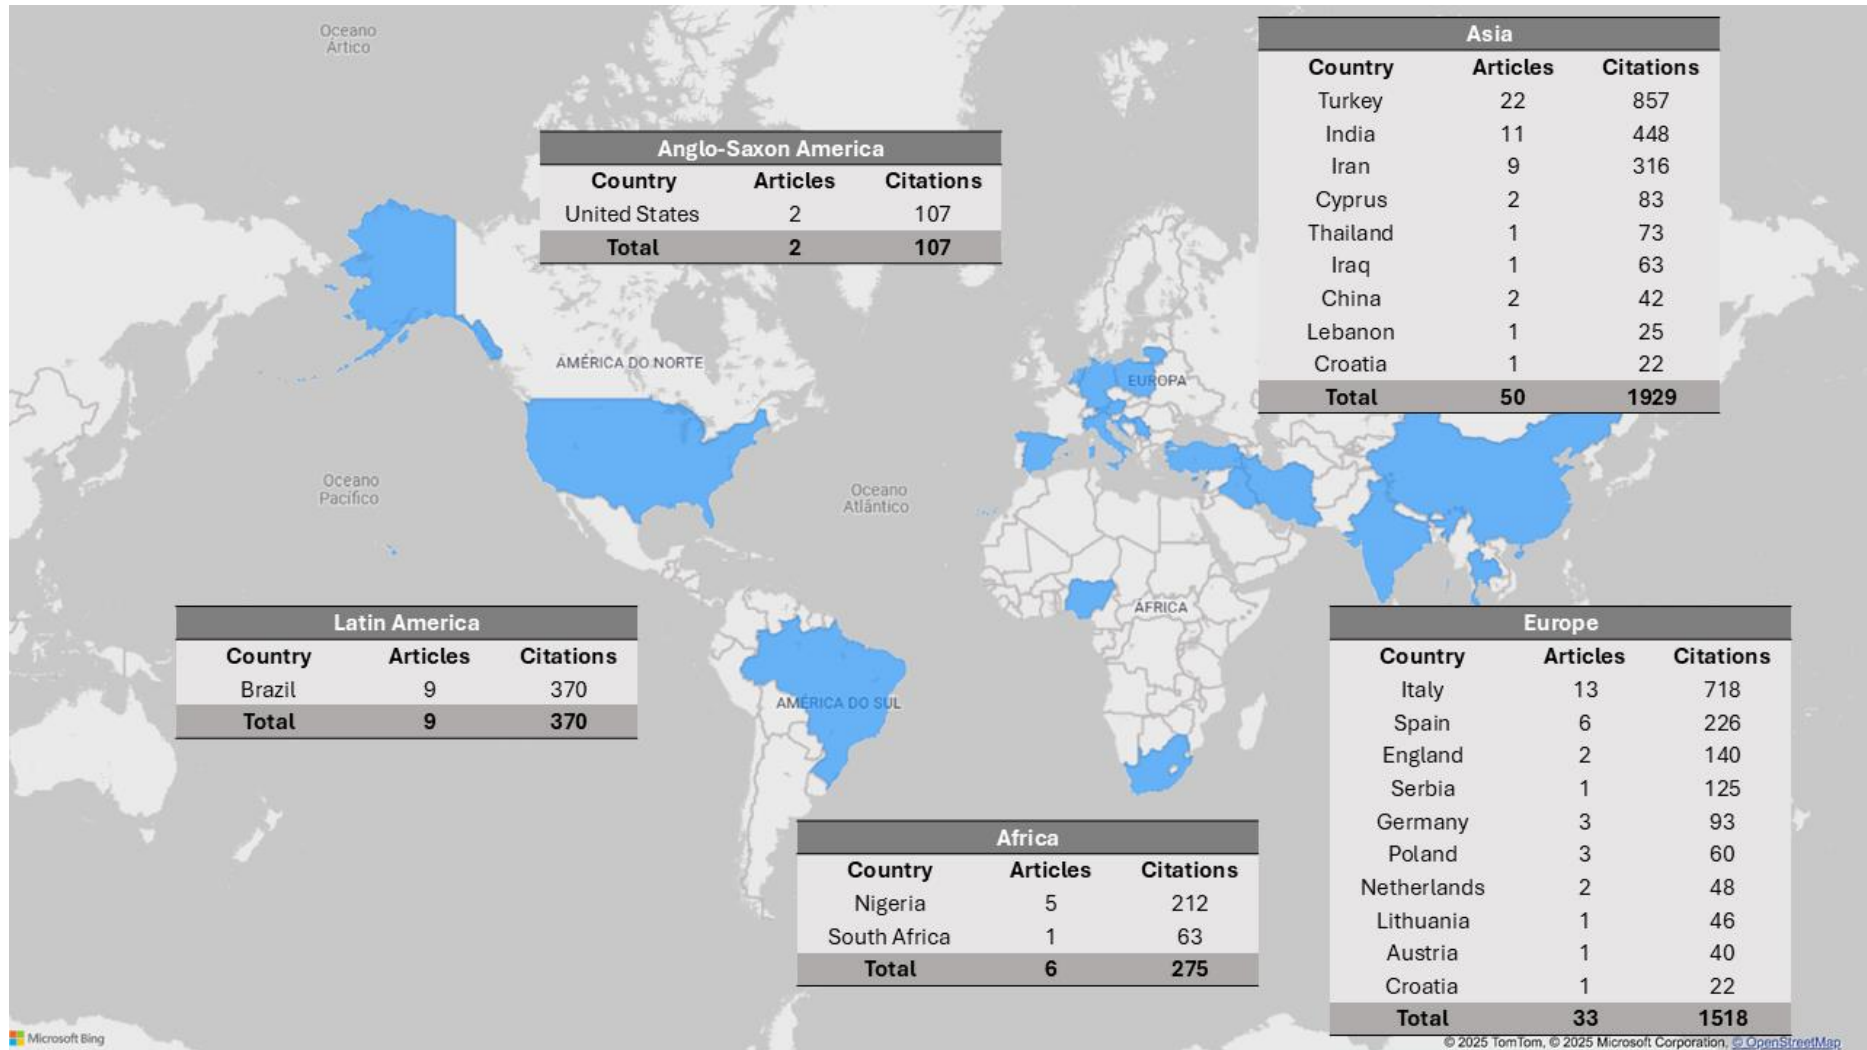 Oceano
Ártico
Asia
Country Articles Citations
Turkey 22 857
India 11 448
Iran 9 316
Cyprus 2 83
Thailand 1 73
Iraq 1 63
China 2 42
Lebanon 1 25
Croatia 1 22
Total 50 1929
Anglo-Saxon America
Country Articles Citations
United States 2 107
Total 2 107
AMÉRICA DO NORTE
EUROPA
Oceano
Pacífico
Oceano
Atlântico
ÁFRICA
AMÉRICA DO SUL
Latin America
Country Articles Citations
Brazil 9 370
Total 9 370
Europe
Country Articles Citations
Italy 13 718
Spain 6 226
England 2 140
Serbia 1 125
Germany 3 93
Poland 3 60
Netherlands 2 48
Lithuania 1 46
Austria 1 40
Croatia 1 22
Total 33 1518
Africa
Country Articles Citations
Nigeria 5 212
South Africa 1 63
Total 6 275
Microsoft Bing
© 2025 TomTom, © 2025 Microsoft Corporation, © OpenStreetMap